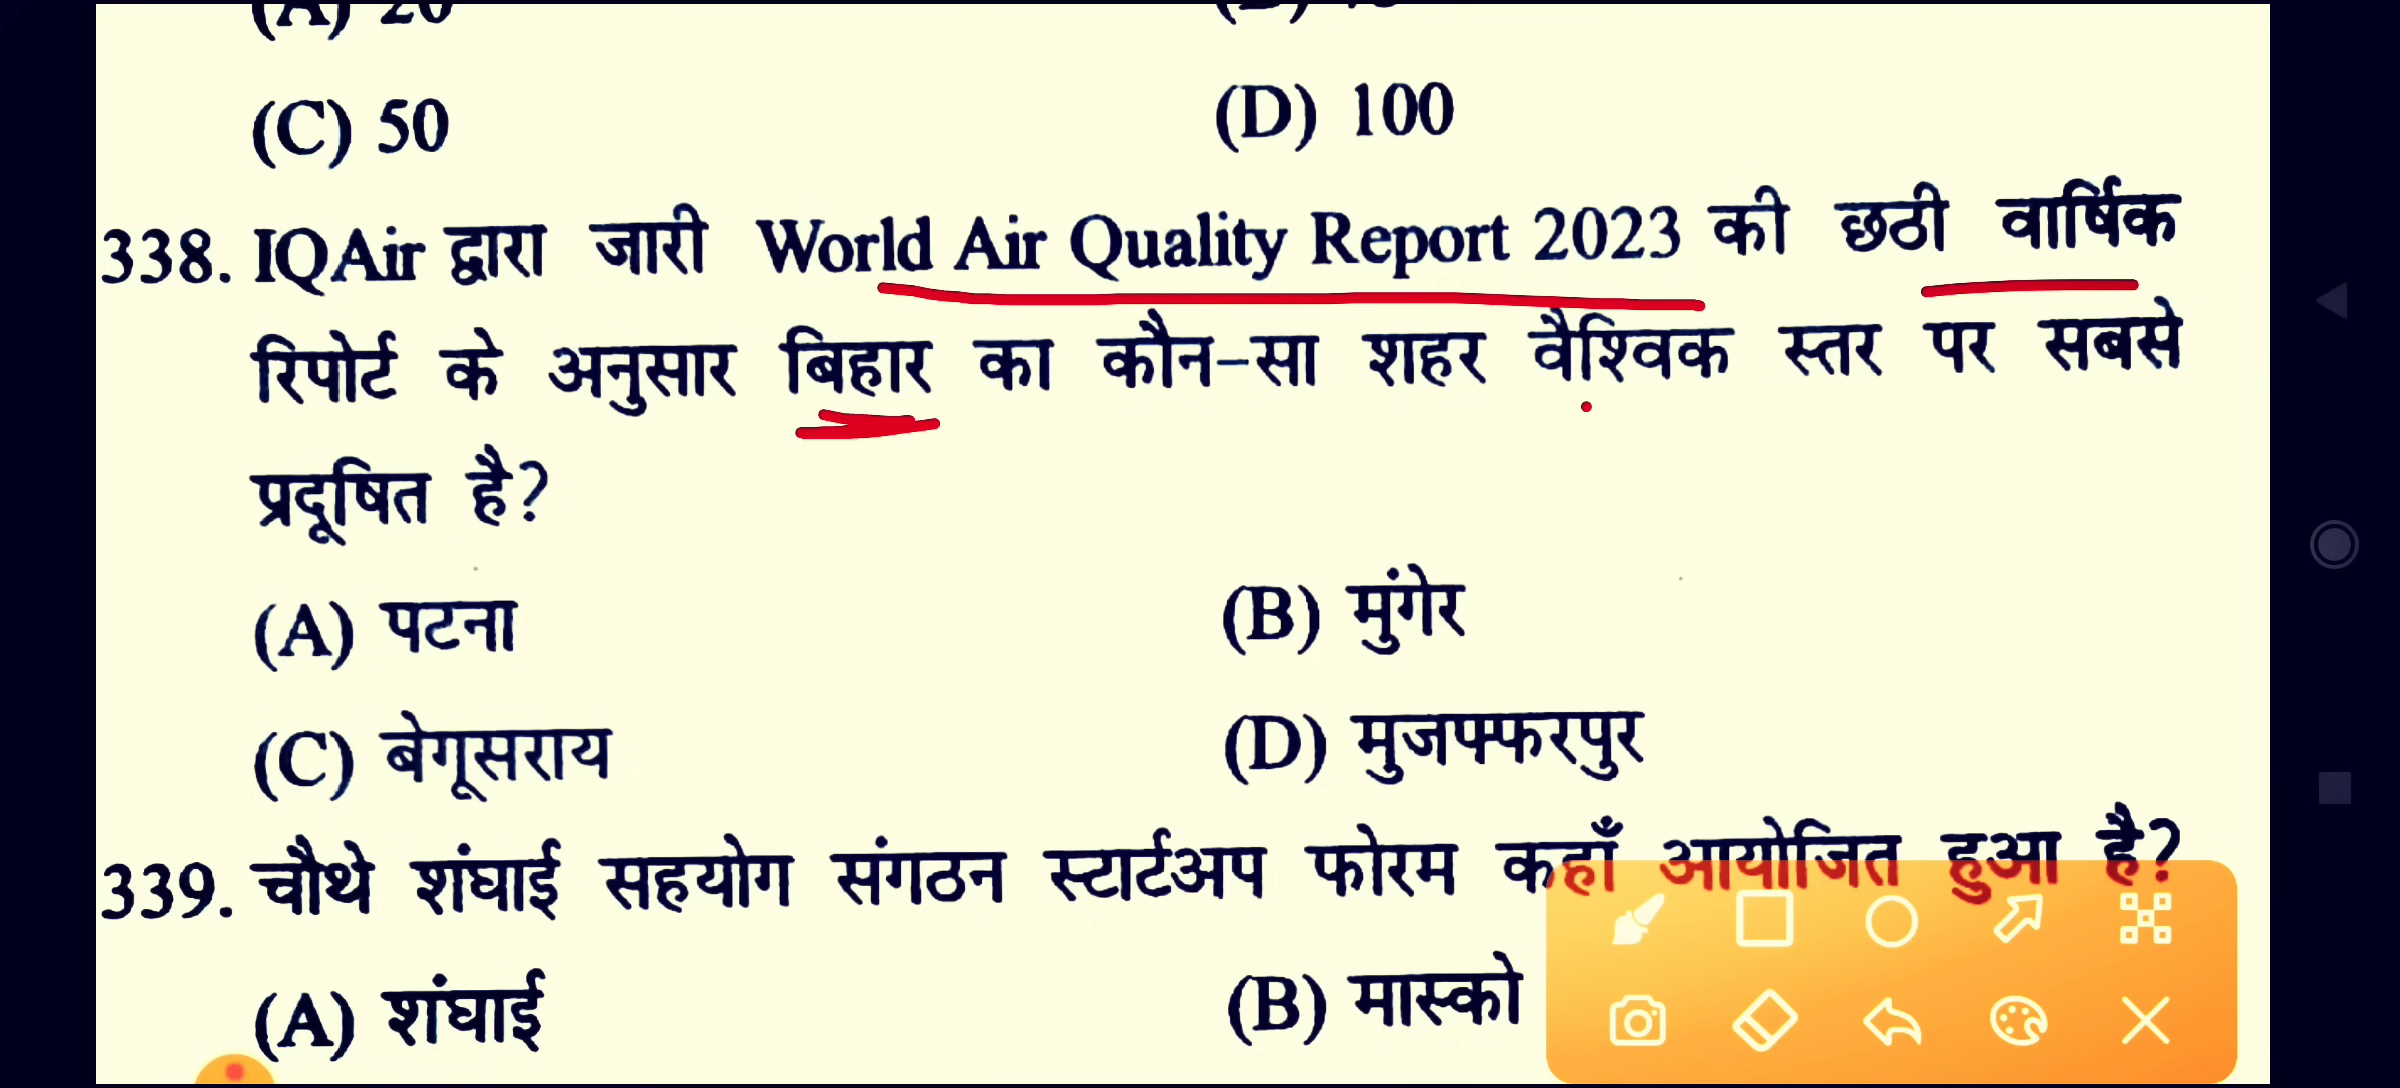 (A) 20
(C) 50 (D) 100
338. IQAir द्वारा जारी World Air Quality Report 2023 की छठी वार्षिक
रिपोर्ट के अनुसार बिहार का कौन-सा शहर वैश्विक स्तर पर सबसे
प्रदूषित है?
(A) पटना (B) मुंगेर
(C) बेगूसराय (D) मुजफ्फरपुर
339. चौथे शंघाई सहयोग संगठन स्टार्टअप फोरम कहाँ आयोजित हुआ है?
(A) शंघाई (B) मास्को